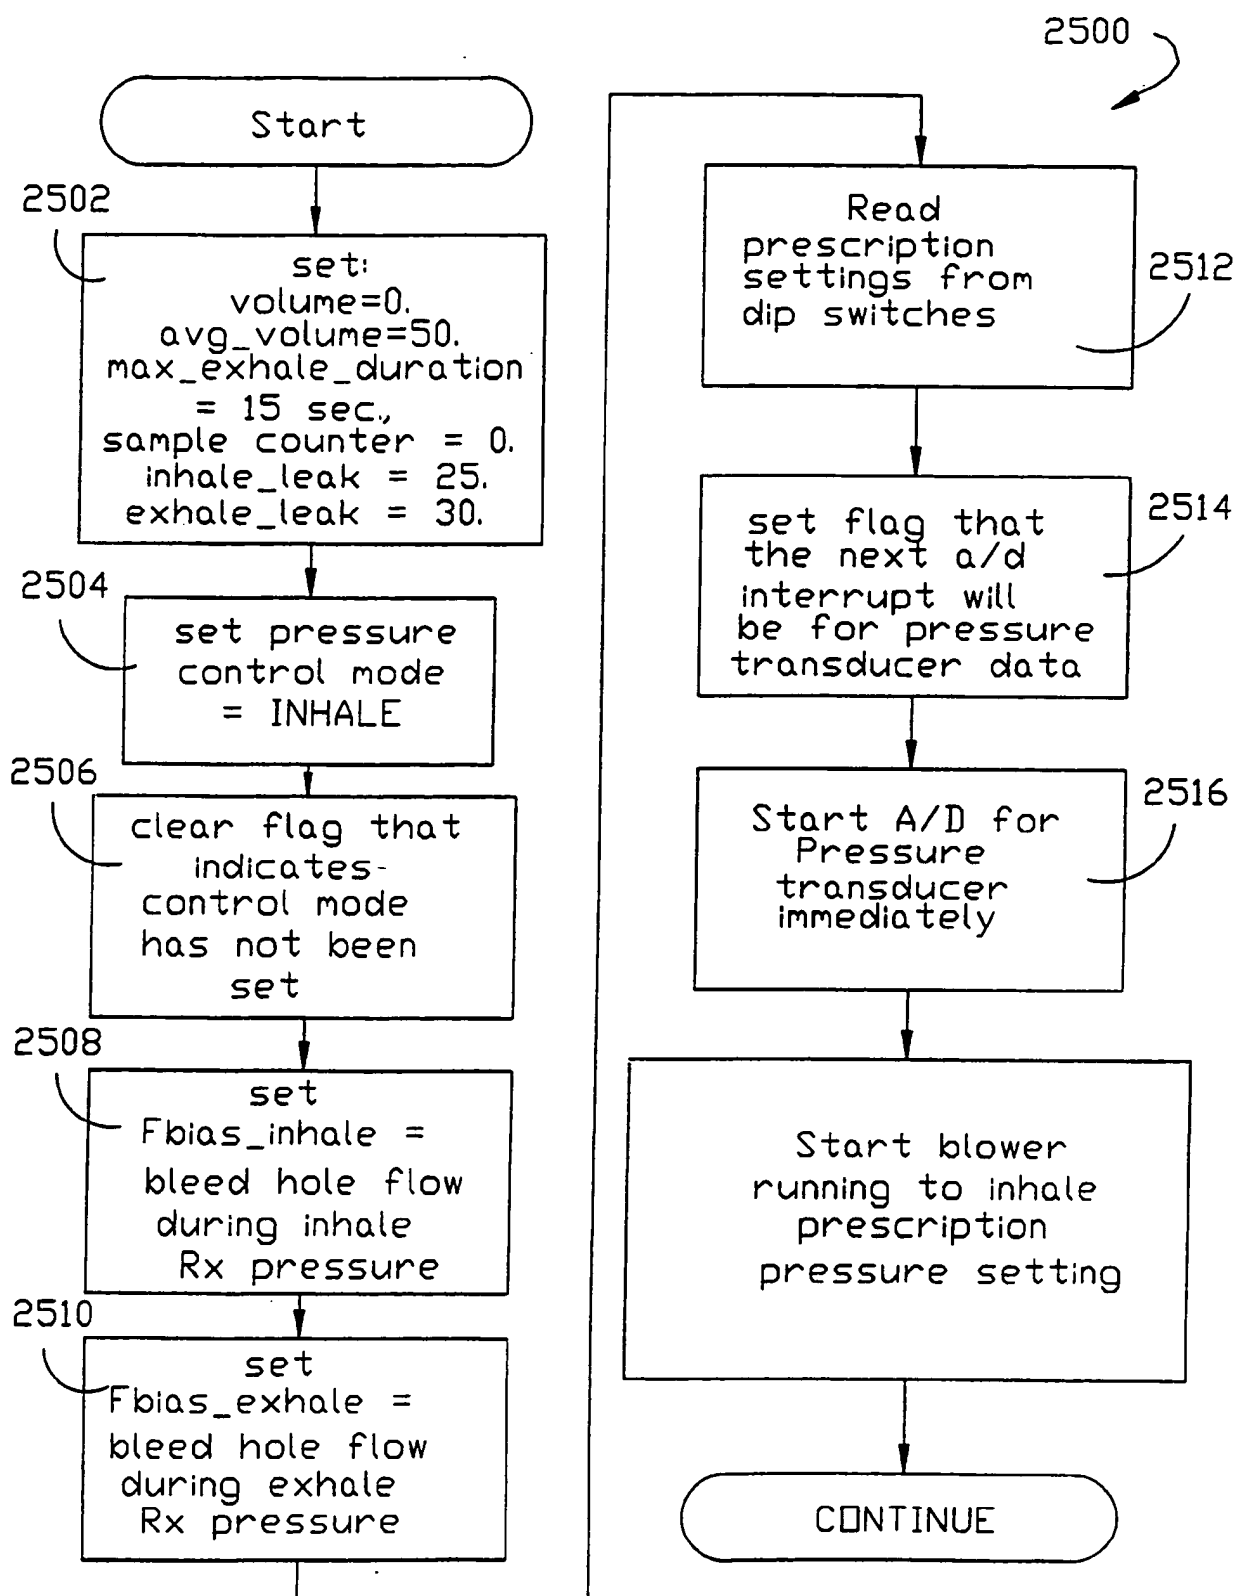 2500
Start
2502
set:
volume=0.
avg_volume=50.
max_exhale_duration
= 15 sec.,
sample counter = 0.
inhale_leak = 25.
exhale_leak = 30.
2504
set pressure
control mode
= INHALE
2506
clear flag that
indicates-
control mode
has not been
set
2508
set
Fbias_inhale =
bleed hole flow
during inhale
Rx pressure
2510
set
Fbias_exhale =
bleed hole flow
during exhale
Rx pressure
Read
prescription
settings from
dip switches
2512
set flag that
the next a/d
interrupt will
be for pressure
transducer data
2514
Start A/D for
Pressure
transducer
immediately
2516
Start blower
running to inhale
prescription
pressure setting
CONTINUE